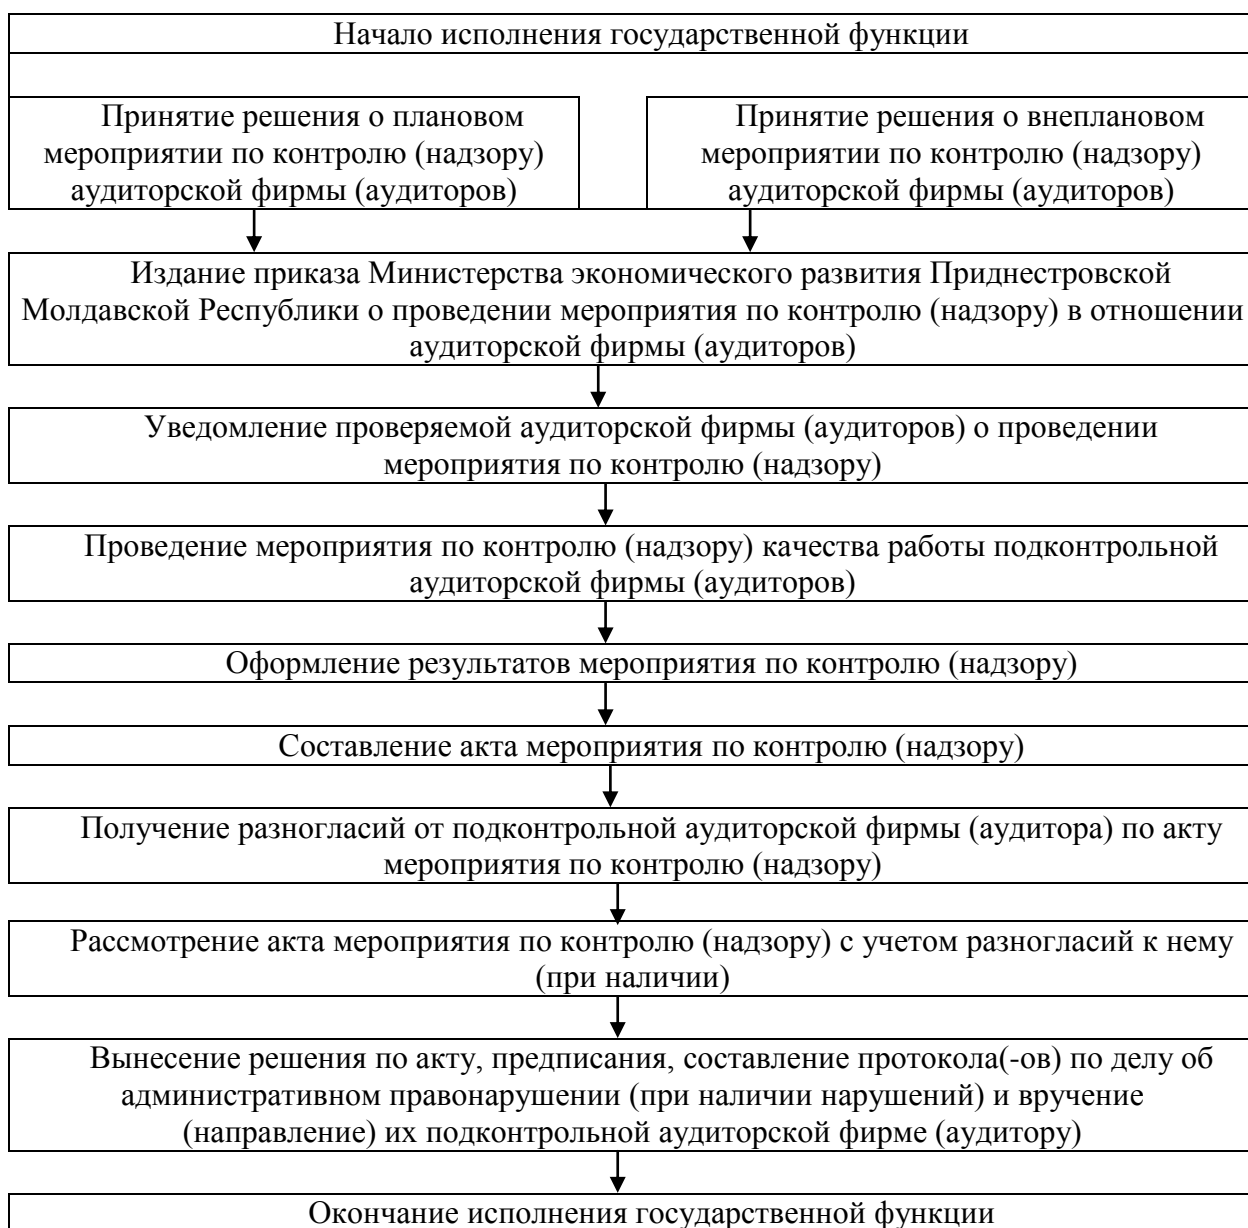 Начало исполнения государственной функции
Принятие решения о плановом
мероприятии по контролю (надзору)
аудиторской фирмы (аудиторов)
Принятие решения о внеплановом
мероприятии по контролю (надзору)
аудиторской фирмы (аудиторов)
Издание приказа Министерства экономического развития Приднестровской
Молдавской Республики о проведении мероприятия по контролю (надзору) в отношении
аудиторской фирмы (аудиторов)
Уведомление проверяемой аудиторской фирмы (аудиторов) о проведении
мероприятия по контролю (надзору)
Проведение мероприятия по контролю (надзору) качества работы подконтрольной
аудиторской фирмы (аудиторов)
Оформление результатов мероприятия по контролю (надзору)
Составление акта мероприятия по контролю (надзору)
Получение разногласий от подконтрольной аудиторской фирмы (аудитора) по акту
мероприятия по контролю (надзору)
Рассмотрение акта мероприятия по контролю (надзору) с учетом разногласий к нему
(при наличии)
Вынесение решения по акту, предписания, составление протокола(-ов) по делу об
административном правонарушении (при наличии нарушений) и вручение
(направление) их подконтрольной аудиторской фирме (аудитору)
Окончание исполнения государственной функции